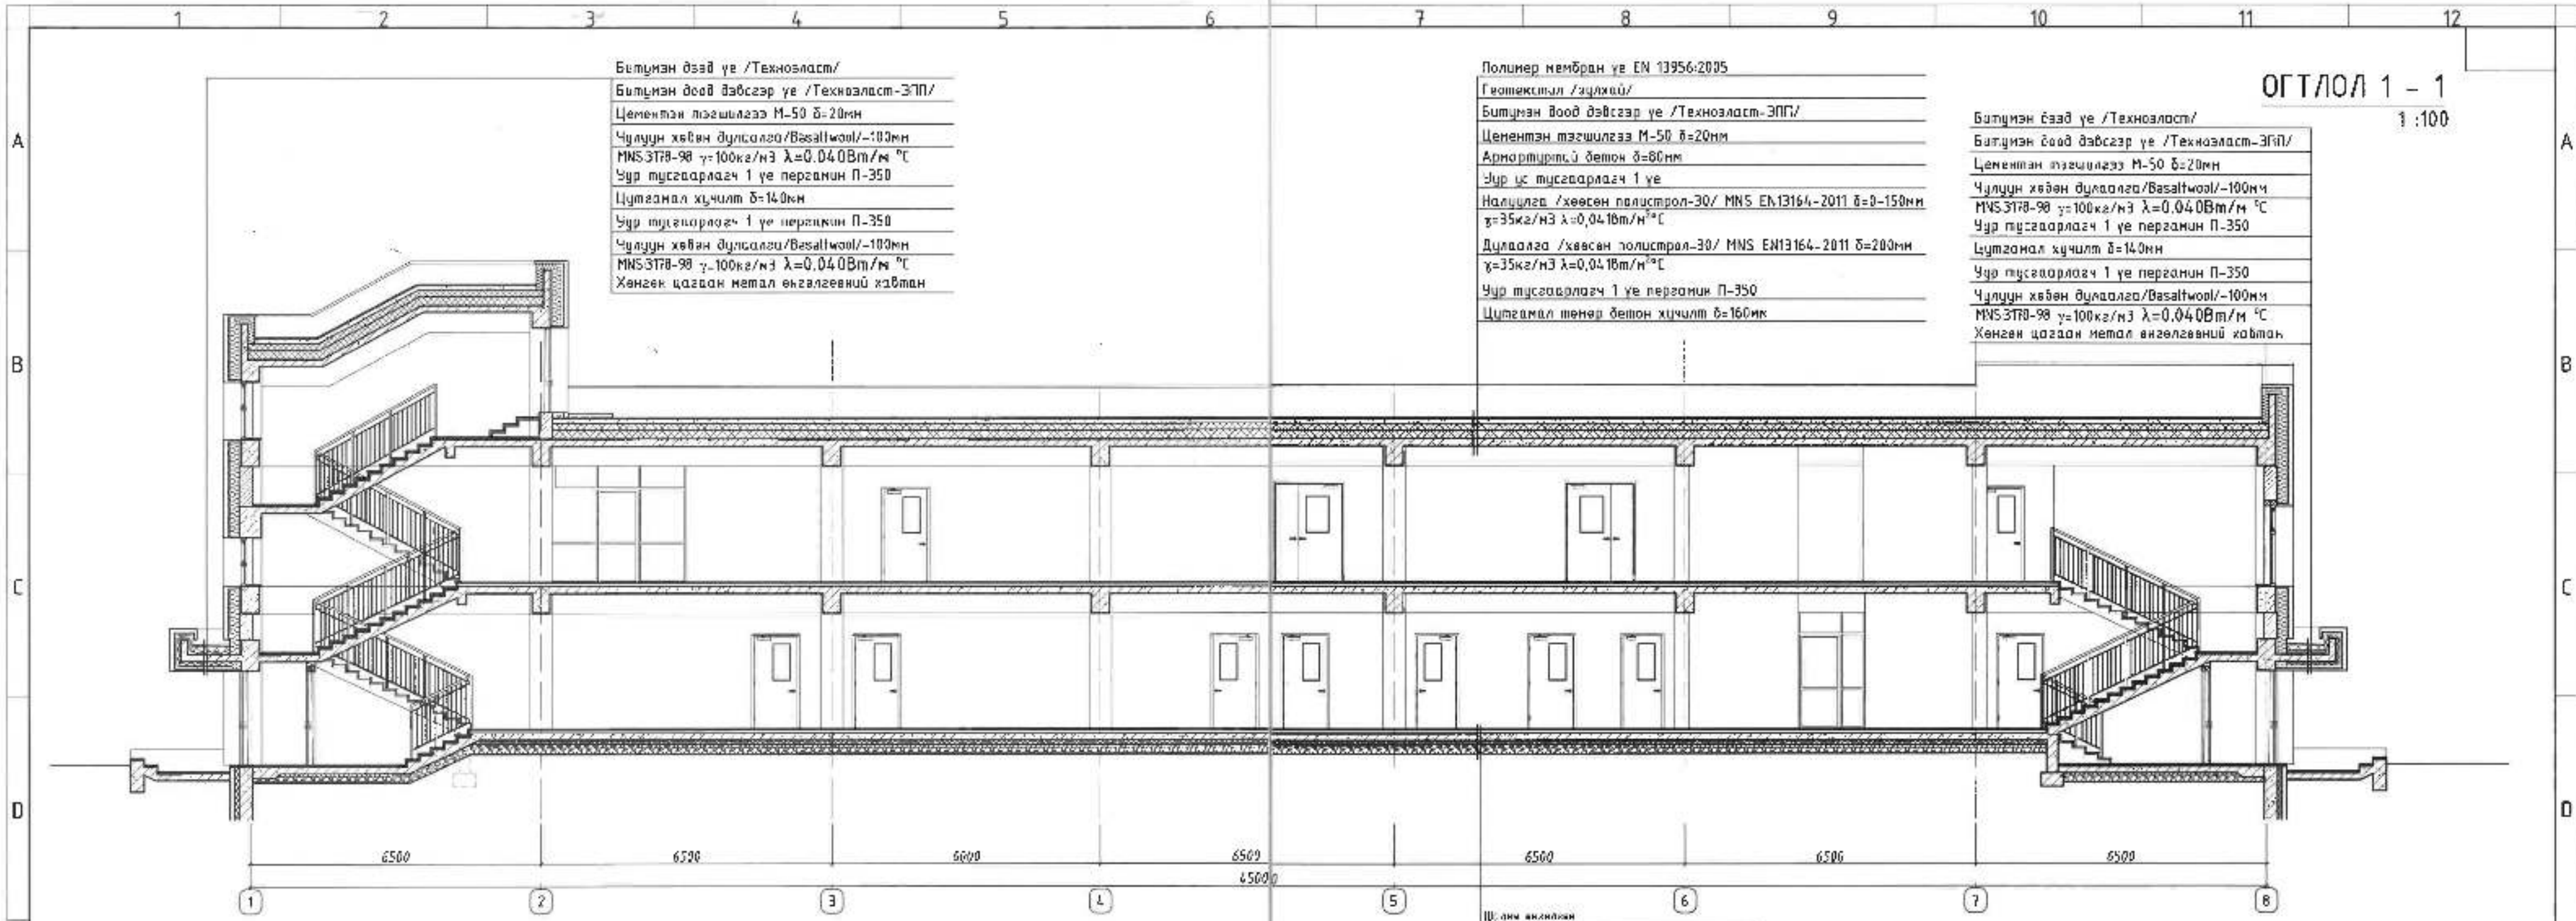 1 2 3 4 5 6 7 8 9 10 11 12
ОГТЛОЛ 1 - 1
1 :100
Битумэн дээд үе /Техноэласт/
Битумэн доод дэвсгэр үе /Техноэласт-ЭПП/
Цементэн тэгшилгээ М-50 δ=20мм
Чулуун хөвөн дулаалга/Basaltwool/-100мм
MNS3178-98 γ=100кг/м3 λ=0.040Вт/м °С
Уур тусгаарлагч 1 үе пергамин П-350
Цутгамал хучилт δ=140мм
Уур тусгаарлагч 1 үе пергамин П-350
Чулуун хөвөн дулаалга/Basaltwool/-100мм
MNS3178-98 γ=100кг/м3 λ=0,040Вт/м °С
Хөнгөн цагаан метал өнгөлгөөний хавтан
Полимер мембран үе EN 13956:2005
Геотекстил /зулхай/
Битумэн доод дэвсгэр үе /Техноэласт-ЭПП/
Цементэн тэгшилгээ М-50 δ=20мм
Арматуртай бетон δ=80мм
Уур ус тусгаарлагч 1 үе
Налуулга /хөөсөн полистрол-30/ MNS EN13164-2011 δ=0-150мм
γ=35кг/м3 λ=0,041Вт/м²°С
Дулаалга /хөөсөн полистрол-30/ MNS EN13164-2011 δ=200мм
γ=35кг/м3 λ=0,041Вт/м²°С
Уур тусгаарлагч 1 үе пергамин П-350
Цутгамал төмөр бетон хучилт δ=160мм
Битумэн дээд үе /Техноэласт/
Битумэн доод дэвсгэр үе /Техноэласт-ЭПП/
Цементэн тэгшилгээ М-50 δ=20мм
Чулуун хөвөн дулаалга/Basaltwool/-100мм
MNS3178-98 γ=100кг/м3 λ=0,040Вт/м °С
Уур тусгаарлагч 1 үе пергамин П-350
Цутгамал хучилт δ=140мм
Уур тусгаарлагч 1 үе пергамин П-350
Чулуун хөвөн дулаалга/Basaltwool/-100мм
MNS3178-98 γ=100кг/м3 λ=0,040Вт/м °С
Хөнгөн цагаан метал өнгөлгөөний хавтан
A A
B B
C C
D D
6500 6500 6000 6500 6500 6500 6500
45000
1 2 3 4 5 6 7 8